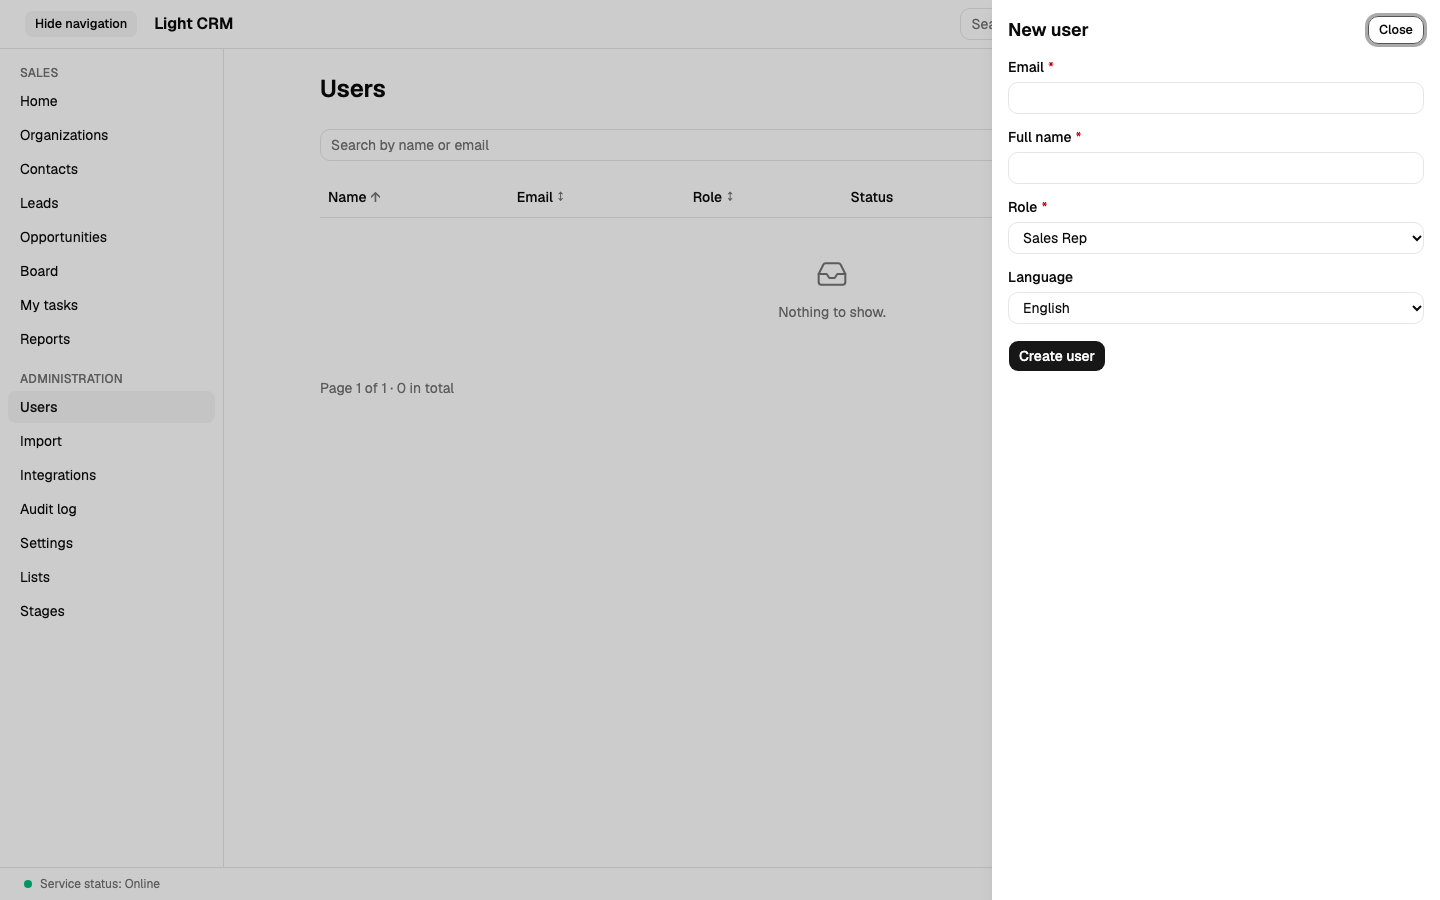 Hide navigation
Light CRM
New user
Close
SALES
Home
Organizations
Contacts
Leads
Opportunities
Board
My tasks
Reports
ADMINISTRATION
Users
Import
Integrations
Audit log
Settings
Lists
Stages
Users
Search by name or email
Name ↑ Email ↕ Role ↕ Status
Nothing to show.
Page 1 of 1 · 0 in total
Email *
Full name *
Role *
Sales Rep
Language
English
Create user
Service status: Online